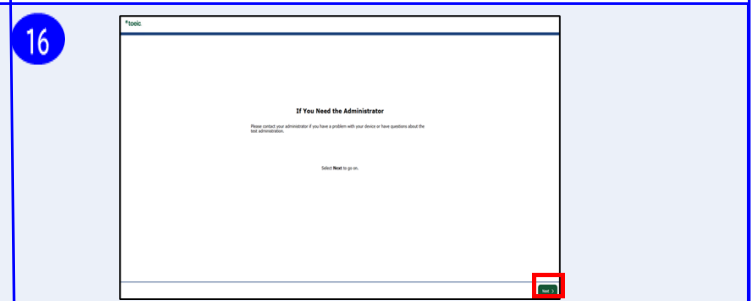 16
toeic
If You Need the Administrator
Please contact your administrator if you have a problem with your device or have questions about the
test administration.
Select Next to go on.
Next >